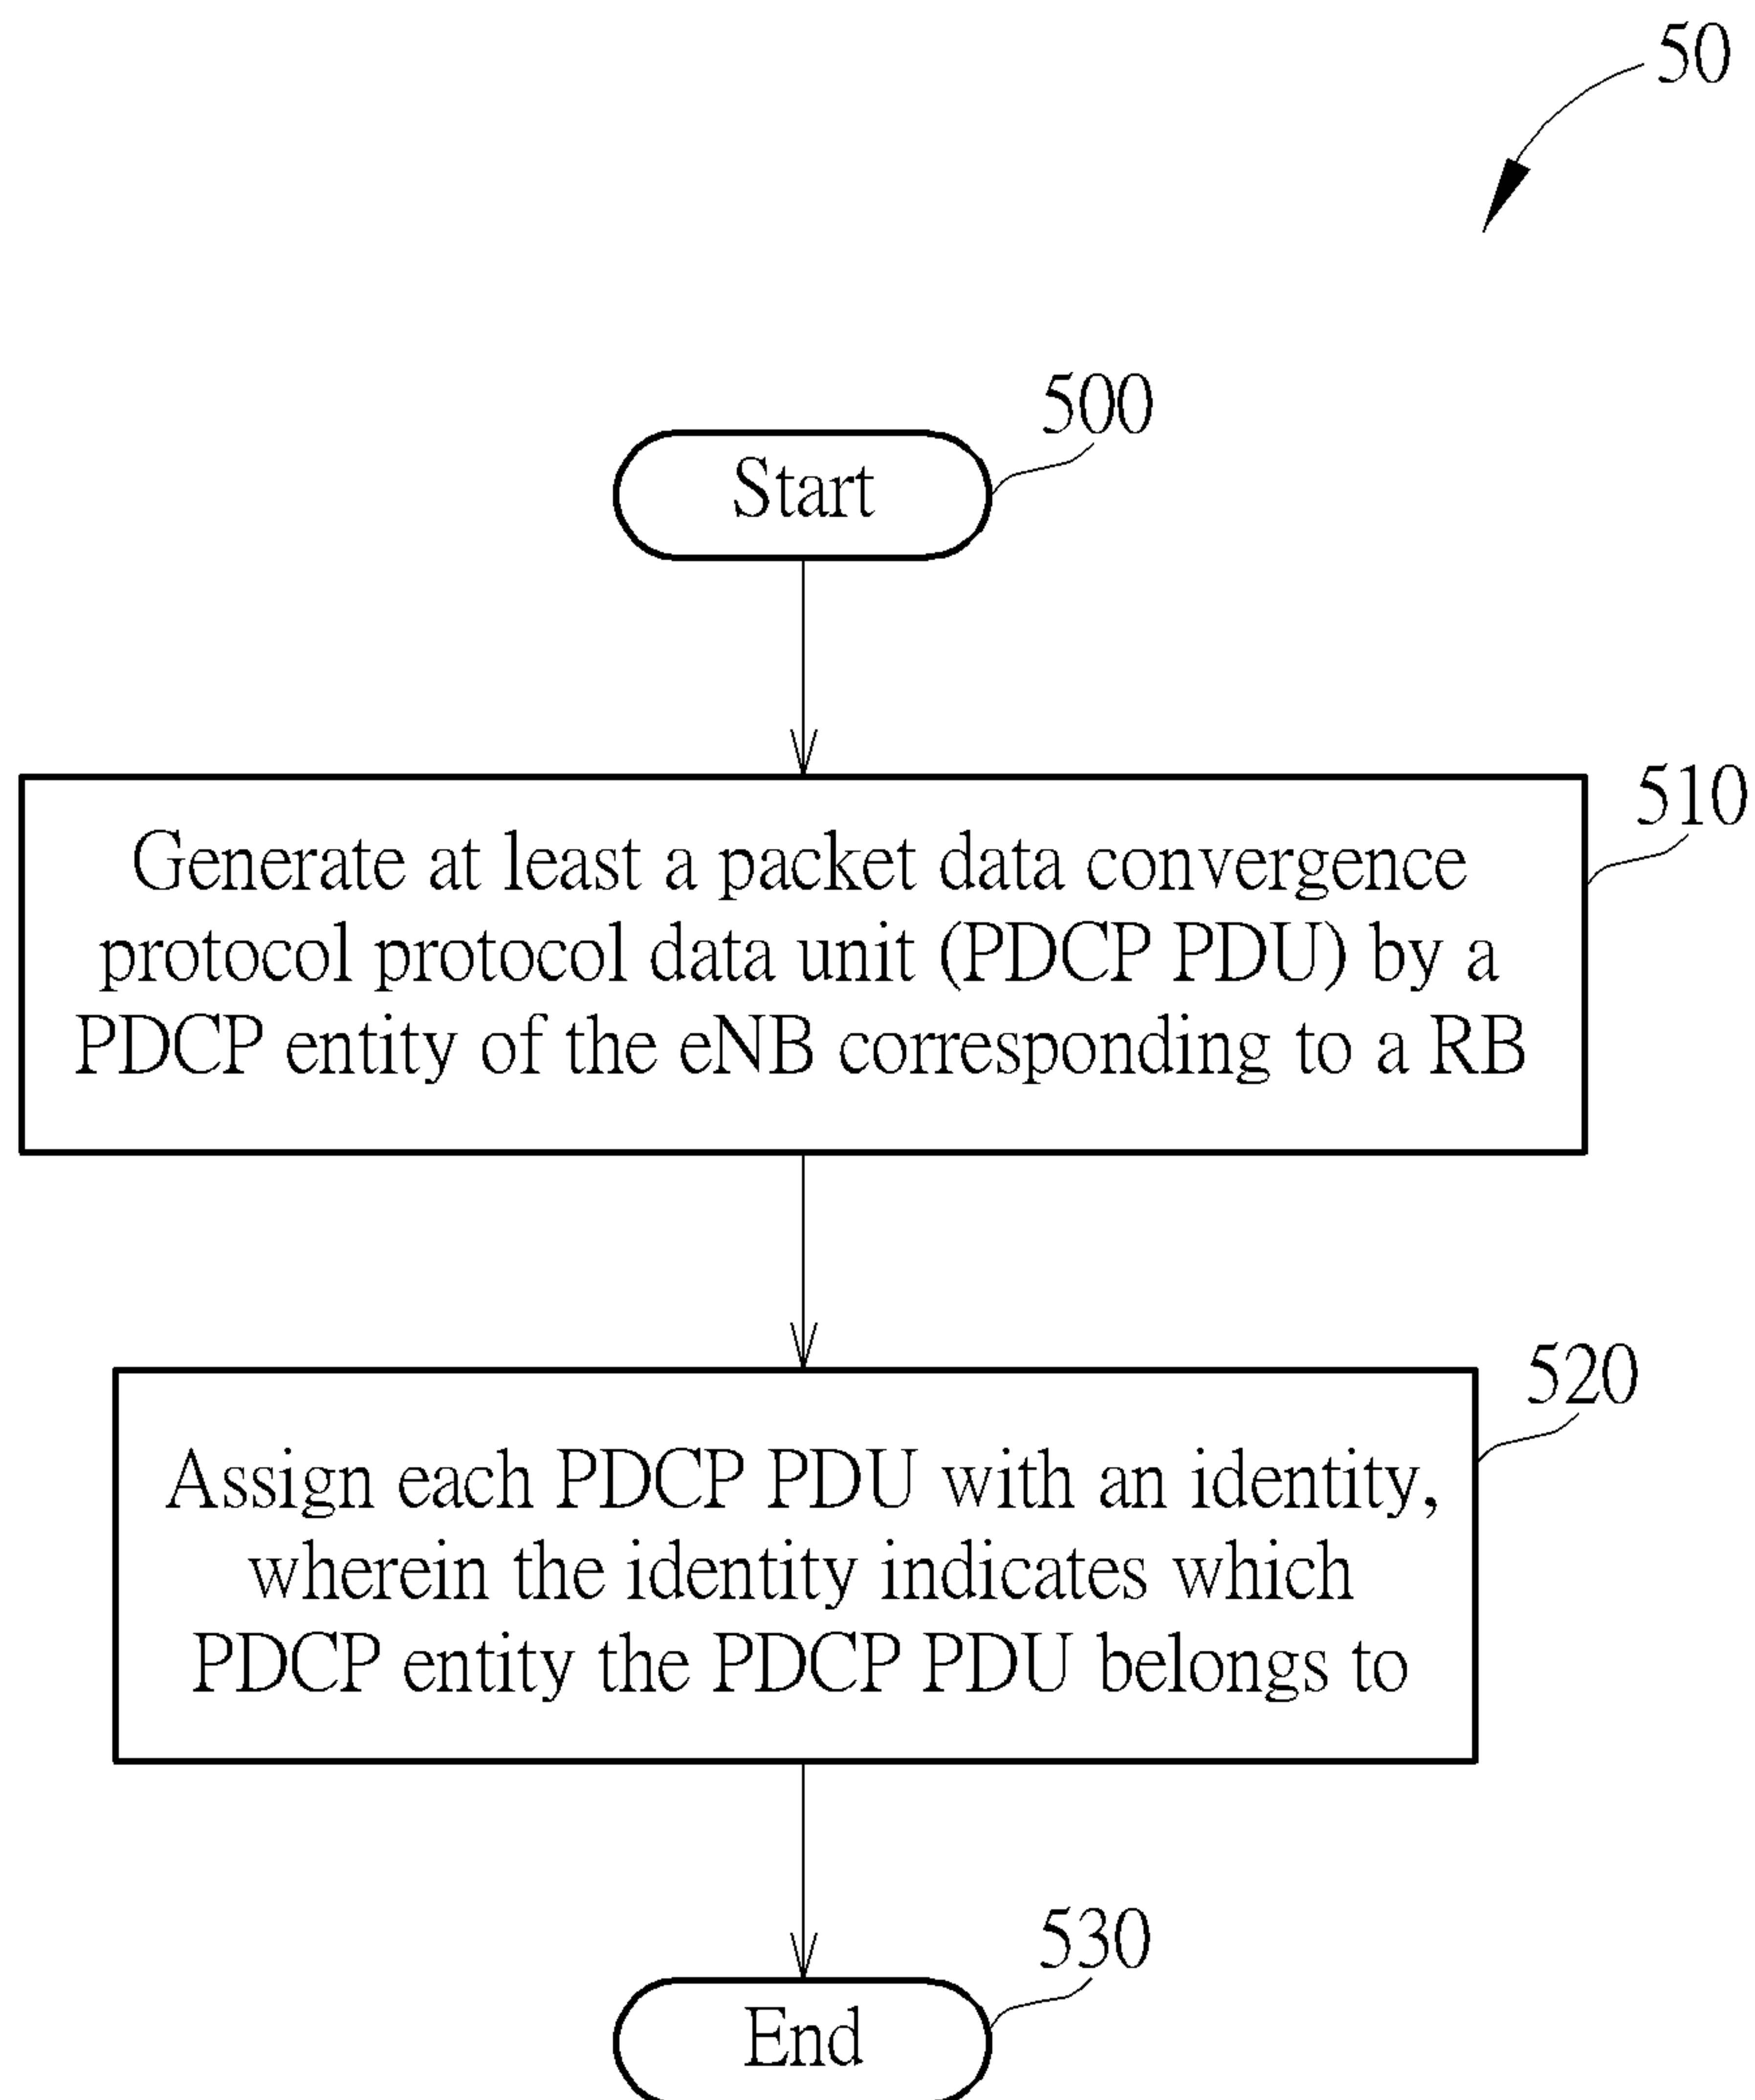 50
500
Start
510
Generate at least a packet data convergence
protocol protocol data unit (PDCP PDU) by a
PDCP entity of the eNB corresponding to a RB
520
Assign each PDCP PDU with an identity,
wherein the identity indicates which
PDCP entity the PDCP PDU belongs to
530
End